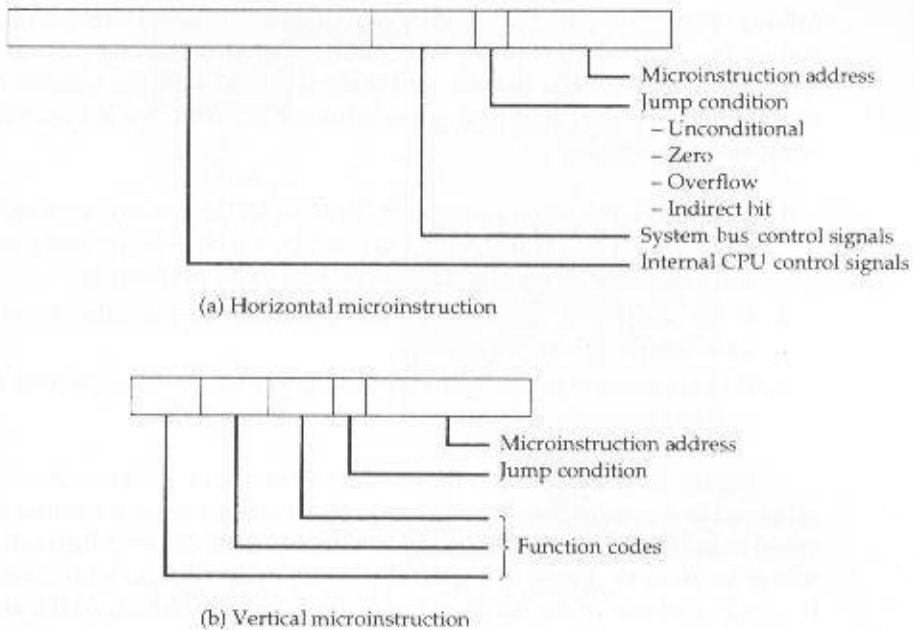 Microinstruction address
Jump condition
– Unconditional
– Zero
– Overflow
– Indirect bit
System bus control signals
Internal CPU control signals
(a) Horizontal microinstruction
Microinstruction address
Jump condition
Function codes
(b) Vertical microinstruction